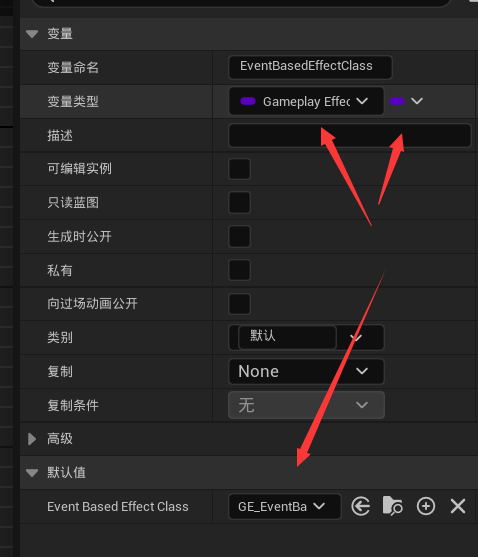 变量
变量命名 EventBasedEffectClass
变量类型 Gameplay Effec
描述
可编辑实例
只读蓝图
生成时公开
私有
向过场动画公开
类别 默认
复制 None
复制条件 无
高级
默认值
Event Based Effect Class GE_EventBa